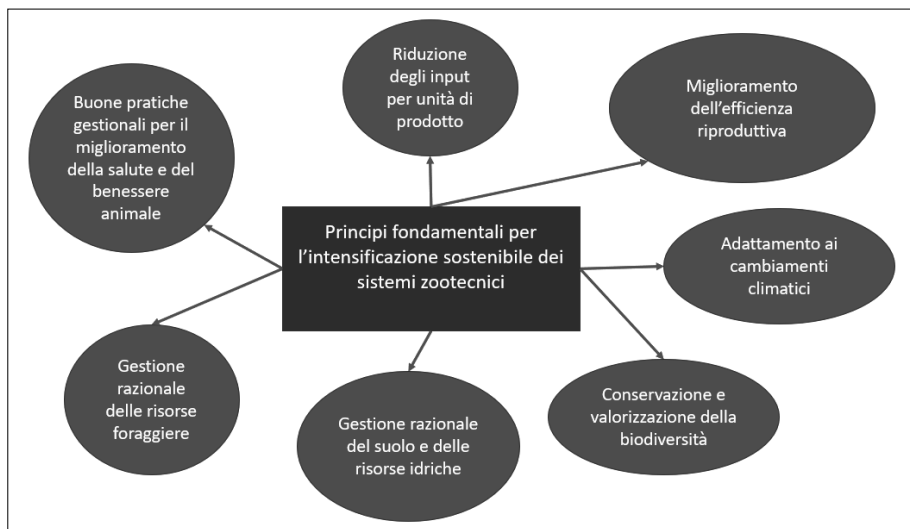 Riduzione
degli input
per unità di
prodotto
Miglioramento
dell'efficienza
riproduttiva
Buone pratiche
gestionali per il
miglioramento
della salute e del
benessere
animale
Principi fondamentali per
l'intensificazione sostenibile dei
sistemi zootecnici
Adattamento ai
cambiamenti
climatici
Gestione
razionale
delle risorse
foraggiere
Gestione razionale
del suolo e delle
risorse idriche
Conservazione e
valorizzazione della
biodiversità